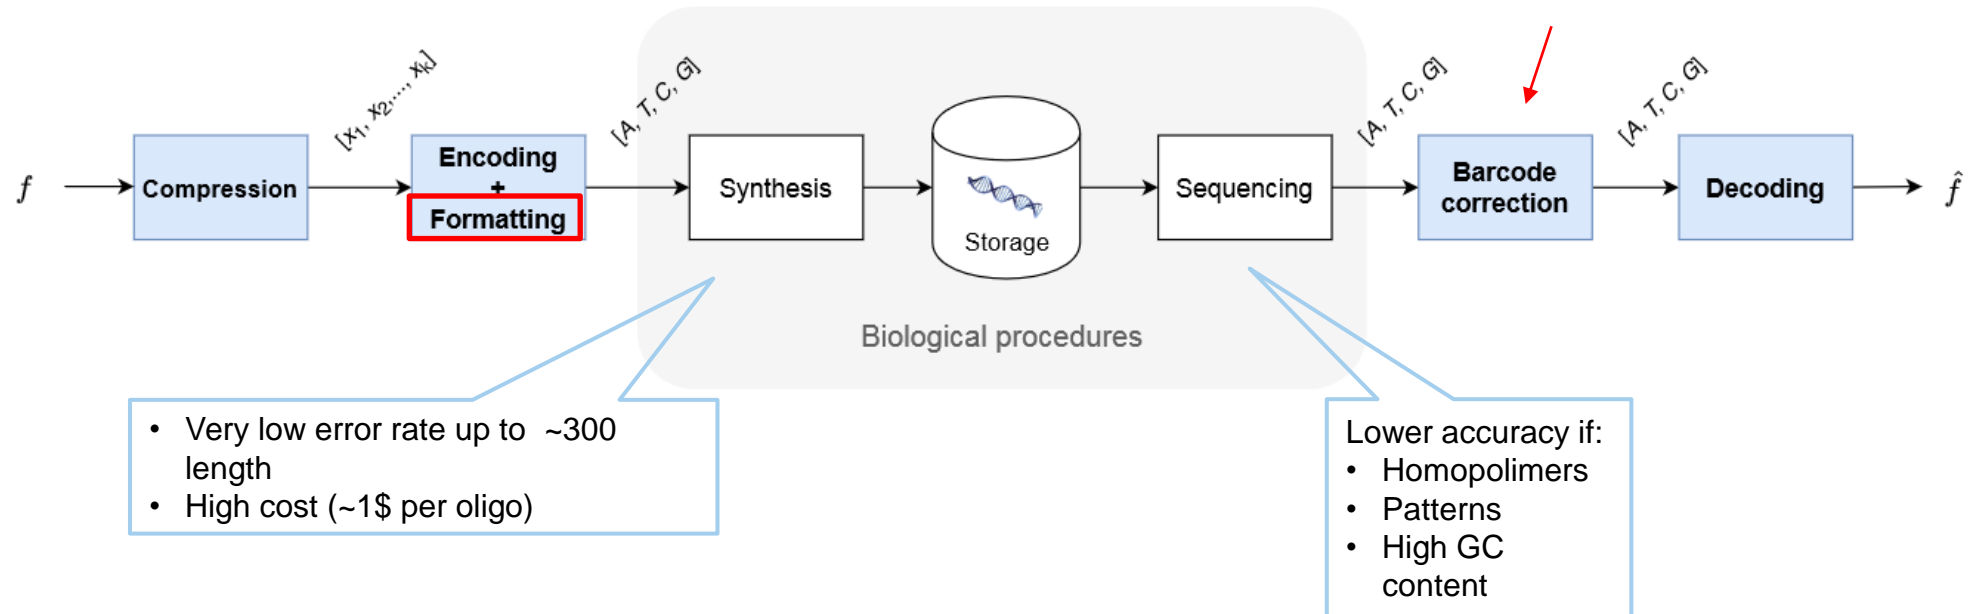 f
Compression
[x₁, x₂,..., xₖ]
Encoding
+
Formatting
[A, T, C, G]
Synthesis
Storage
Sequencing
[A, T, C, G]
Barcode
correction
[A, T, C, G]
Decoding
f̂
Biological procedures
• Very low error rate up to ~300
length
• High cost (~1$ per oligo)
Lower accuracy if:
• Homopolimers
• Patterns
• High GC
content